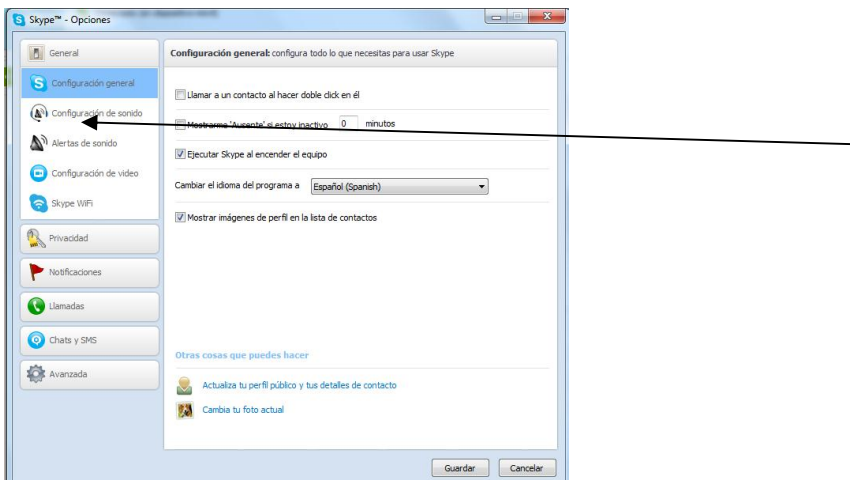 Skype™ - Opciones
General
Configuración general
Configuración de sonido
Alertas de sonido
Configuración de video
Skype WiFi
Privacidad
Notificaciones
Llamadas
Chats y SMS
Avanzada
Configuración general: configura todo lo que necesitas para usar Skype
Llamar a un contacto al hacer doble click en él
Mostrarme 'Ausente' si estoy inactivo 0 minutos
Ejecutar Skype al encender el equipo
Cambiar el idioma del programa a Español (Spanish)
Mostrar imágenes de perfil en la lista de contactos
Otras cosas que puedes hacer
Actualiza tu perfil público y tus detalles de contacto
Cambia tu foto actual
Guardar Cancelar